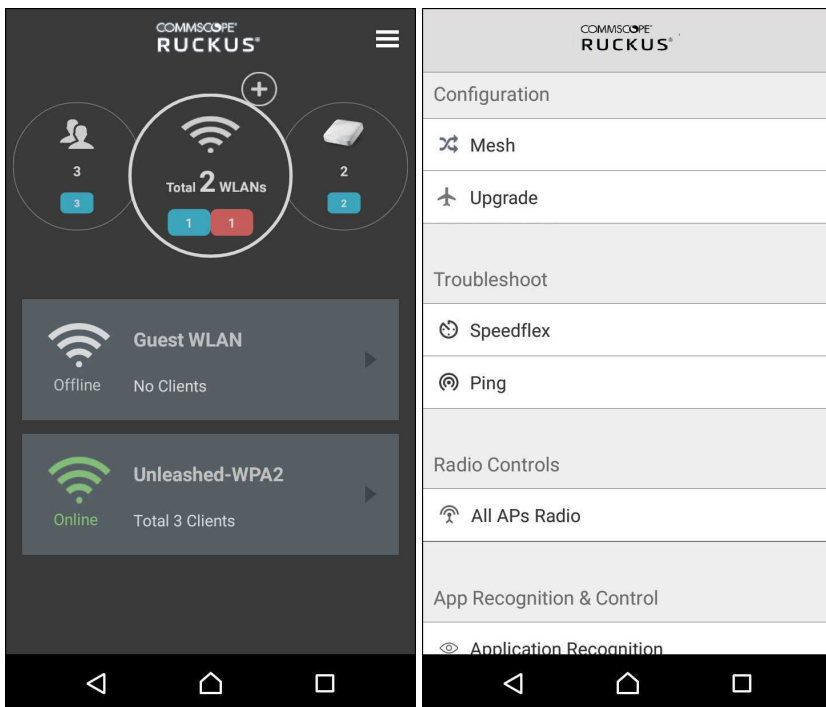 COMMSCOPE®
RUCKUS®
3
3
Total 2 WLANs
1 1
2
2
Guest WLAN
Offline
No Clients
Unleashed-WPA2
Online
Total 3 Clients
COMMSCOPE®
RUCKUS®
Configuration
Mesh
Upgrade
Troubleshoot
Speedflex
Ping
Radio Controls
All APs Radio
App Recognition & Control
Application Recognition